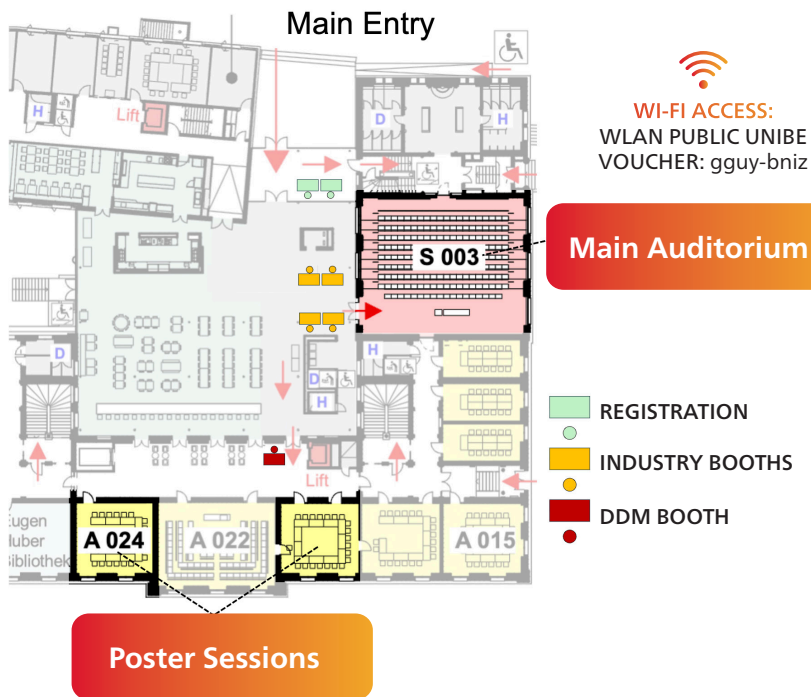 Main Entry
WI-FI ACCESS:
WLAN PUBLIC UNIBE
VOUCHER: gguy-bniz
H
Lift
D
H
S 003
Main Auditorium
D
H
D
H
REGISTRATION
INDUSTRY BOOTHS
DDM BOOTH
Lift
Eugen
Huber
Bibliothek
A 024
A 022
A 015
Poster Sessions